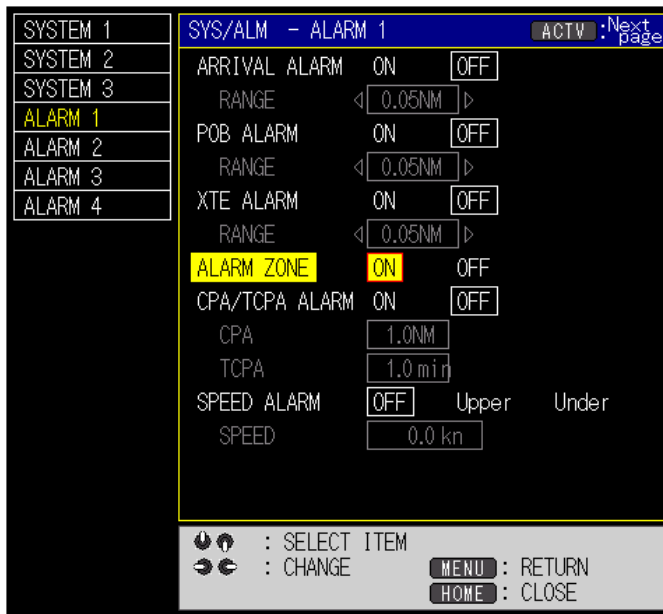 SYSTEM 1
SYSTEM 2
SYSTEM 3
ALARM 1
ALARM 2
ALARM 3
ALARM 4
SYS/ALM - ALARM 1 ACTV :Next page
ARRIVAL ALARM ON OFF
RANGE 0.05NM
POB ALARM ON OFF
RANGE 0.05NM
XTE ALARM ON OFF
RANGE 0.05NM
ALARM ZONE ON OFF
CPA/TCPA ALARM ON OFF
CPA 1.0NM
TCPA 1.0 min
SPEED ALARM OFF Upper Under
SPEED 0.0 kn
: SELECT ITEM
: CHANGE MENU : RETURN
HOME : CLOSE